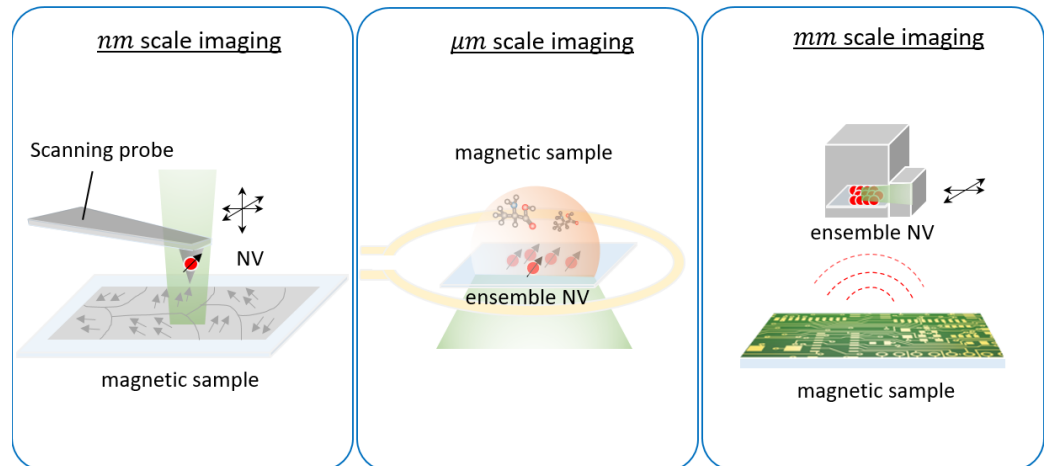 nm scale imaging
Scanning probe
NV
magnetic sample
μm scale imaging
magnetic sample
ensemble NV
mm scale imaging
ensemble NV
magnetic sample